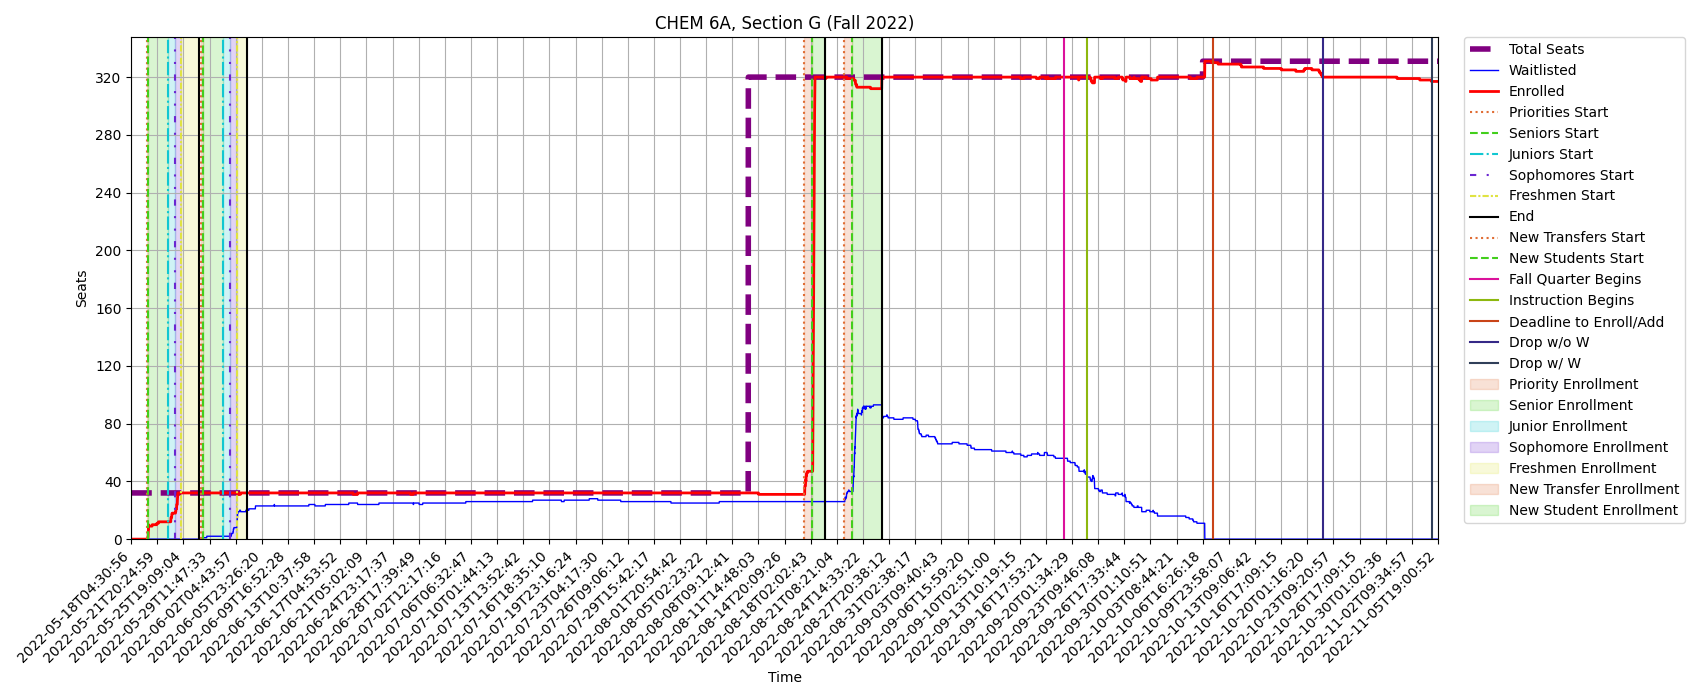 CHEM 6A, Section G (Fall 2022)
Seats
320
280
240
200
160
120
80
40
0
2022-05-18T04:30:56
2022-05-21T20:24:59
2022-05-25T19:09:04
2022-05-29T11:47:33
2022-06-02T04:43:57
2022-06-05T23:26:20
2022-06-09T16:52:28
2022-06-13T10:37:58
2022-06-17T04:53:52
2022-06-21T05:02:09
2022-06-24T23:17:37
2022-06-28T17:39:49
2022-07-02T12:17:16
2022-07-06T06:32:47
2022-07-10T01:44:13
2022-07-13T13:52:42
2022-07-16T18:35:10
2022-07-19T23:16:24
2022-07-23T04:17:30
2022-07-26T09:06:12
2022-07-29T15:42:17
2022-08-01T20:54:42
2022-08-05T02:23:22
2022-08-08T09:12:41
2022-08-11T14:48:03
2022-08-14T20:09:26
2022-08-18T03:02:43
2022-08-21T08:21:04
2022-08-24T14:33:22
2022-08-27T20:38:12
2022-08-31T02:38:17
2022-09-03T09:40:43
2022-09-06T15:59:20
2022-09-10T02:51:00
2022-09-13T10:19:15
2022-09-16T17:53:21
2022-09-20T01:34:29
2022-09-23T09:46:08
2022-09-26T17:33:44
2022-09-30T01:10:51
2022-10-03T08:44:21
2022-10-06T16:26:18
2022-10-09T23:58:07
2022-10-13T09:06:42
2022-10-16T17:09:15
2022-10-20T01:16:20
2022-10-23T09:20:57
2022-10-26T17:09:15
2022-10-30T01:02:36
2022-11-02T09:34:57
2022-11-05T19:00:52
Time
Total Seats
Waitlisted
Enrolled
Priorities Start
Seniors Start
Juniors Start
Sophomores Start
Freshmen Start
End
New Transfers Start
New Students Start
Fall Quarter Begins
Instruction Begins
Deadline to Enroll/Add
Drop w/o W
Drop w/ W
Priority Enrollment
Senior Enrollment
Junior Enrollment
Sophomore Enrollment
Freshmen Enrollment
New Transfer Enrollment
New Student Enrollment